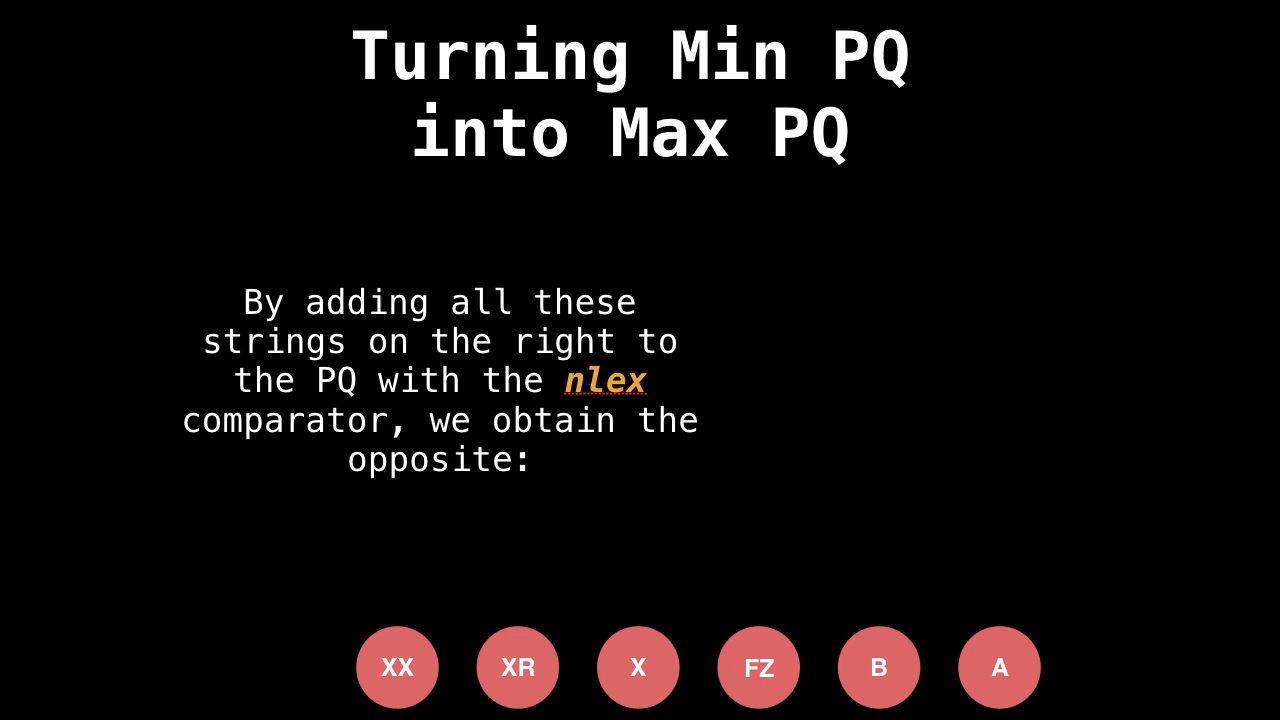 Turning Min PQ
into Max PQ
By adding all these
strings on the right to
the PQ with the nlex
comparator, we obtain the
opposite:
XX XR X FZ B A